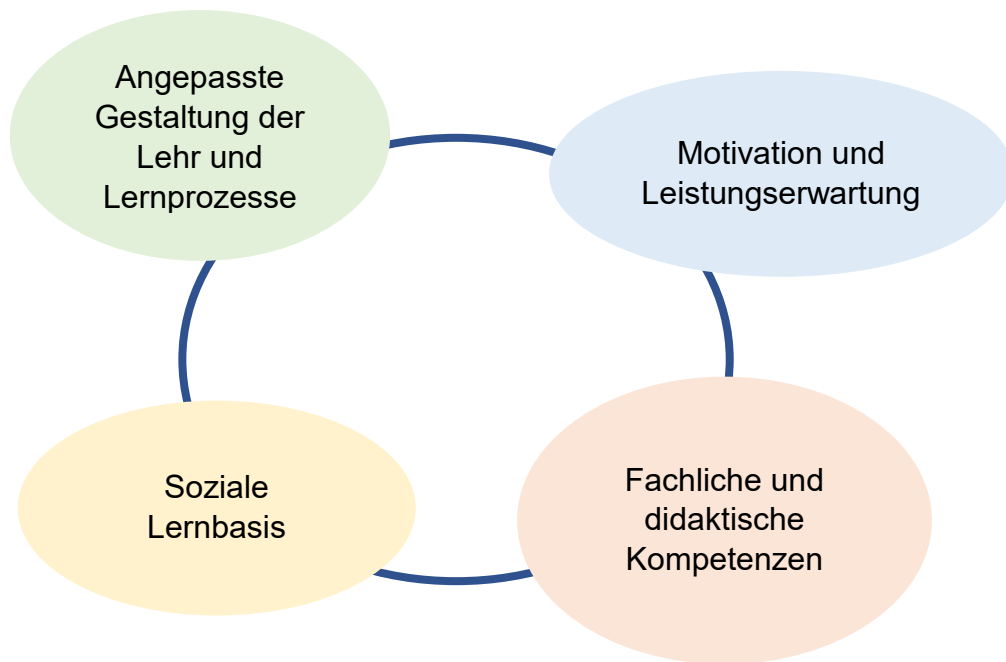 Angepasste
Gestaltung der
Lehr und
Lernprozesse
Motivation und
Leistungserwartung
Soziale
Lernbasis
Fachliche und
didaktische
Kompetenzen